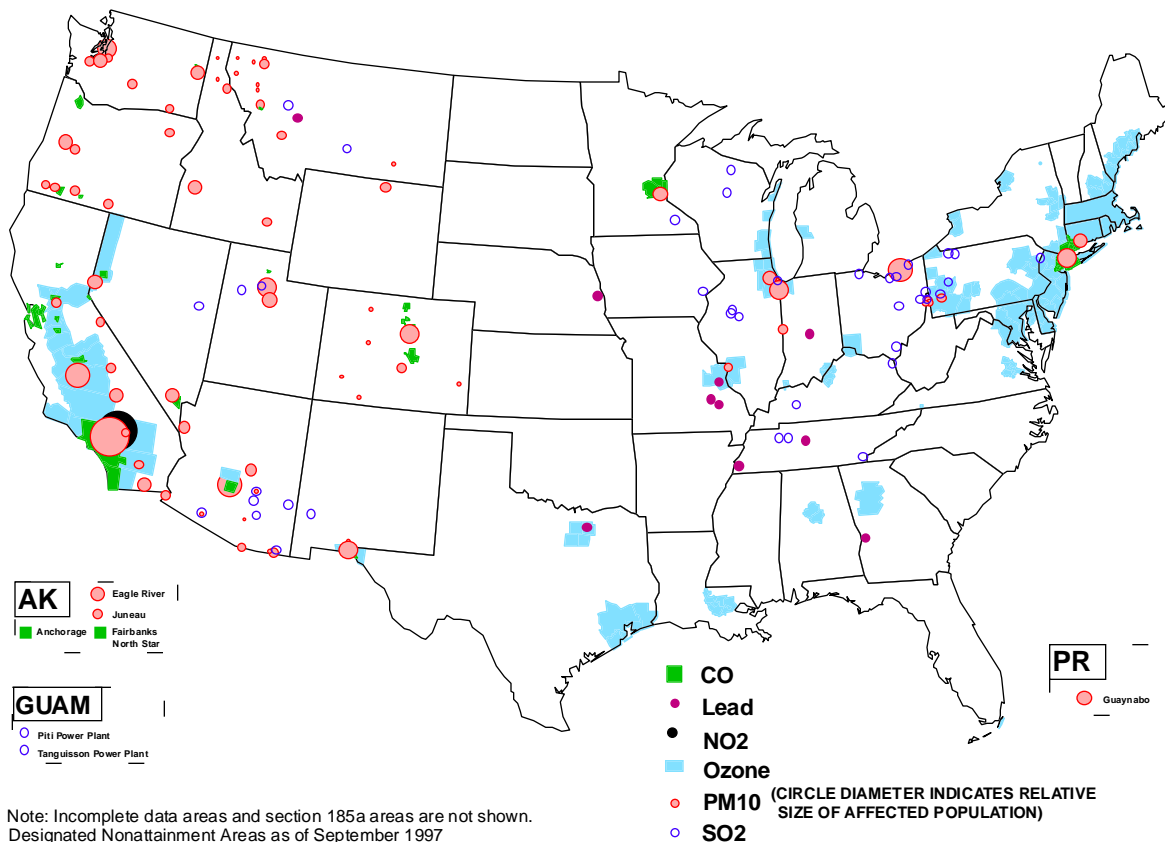 AK
Eagle River
Juneau
Anchorage
Fairbanks
North Star
GUAM
Piti Power Plant
Tanguisson Power Plant
PR
Guaynabo
CO
Lead
NO2
Ozone
PM10 (CIRCLE DIAMETER INDICATES RELATIVE
SIZE OF AFFECTED POPULATION)
SO2
Note: Incomplete data areas and section 185a areas are not shown.
Designated Nonattainment Areas as of September 1997